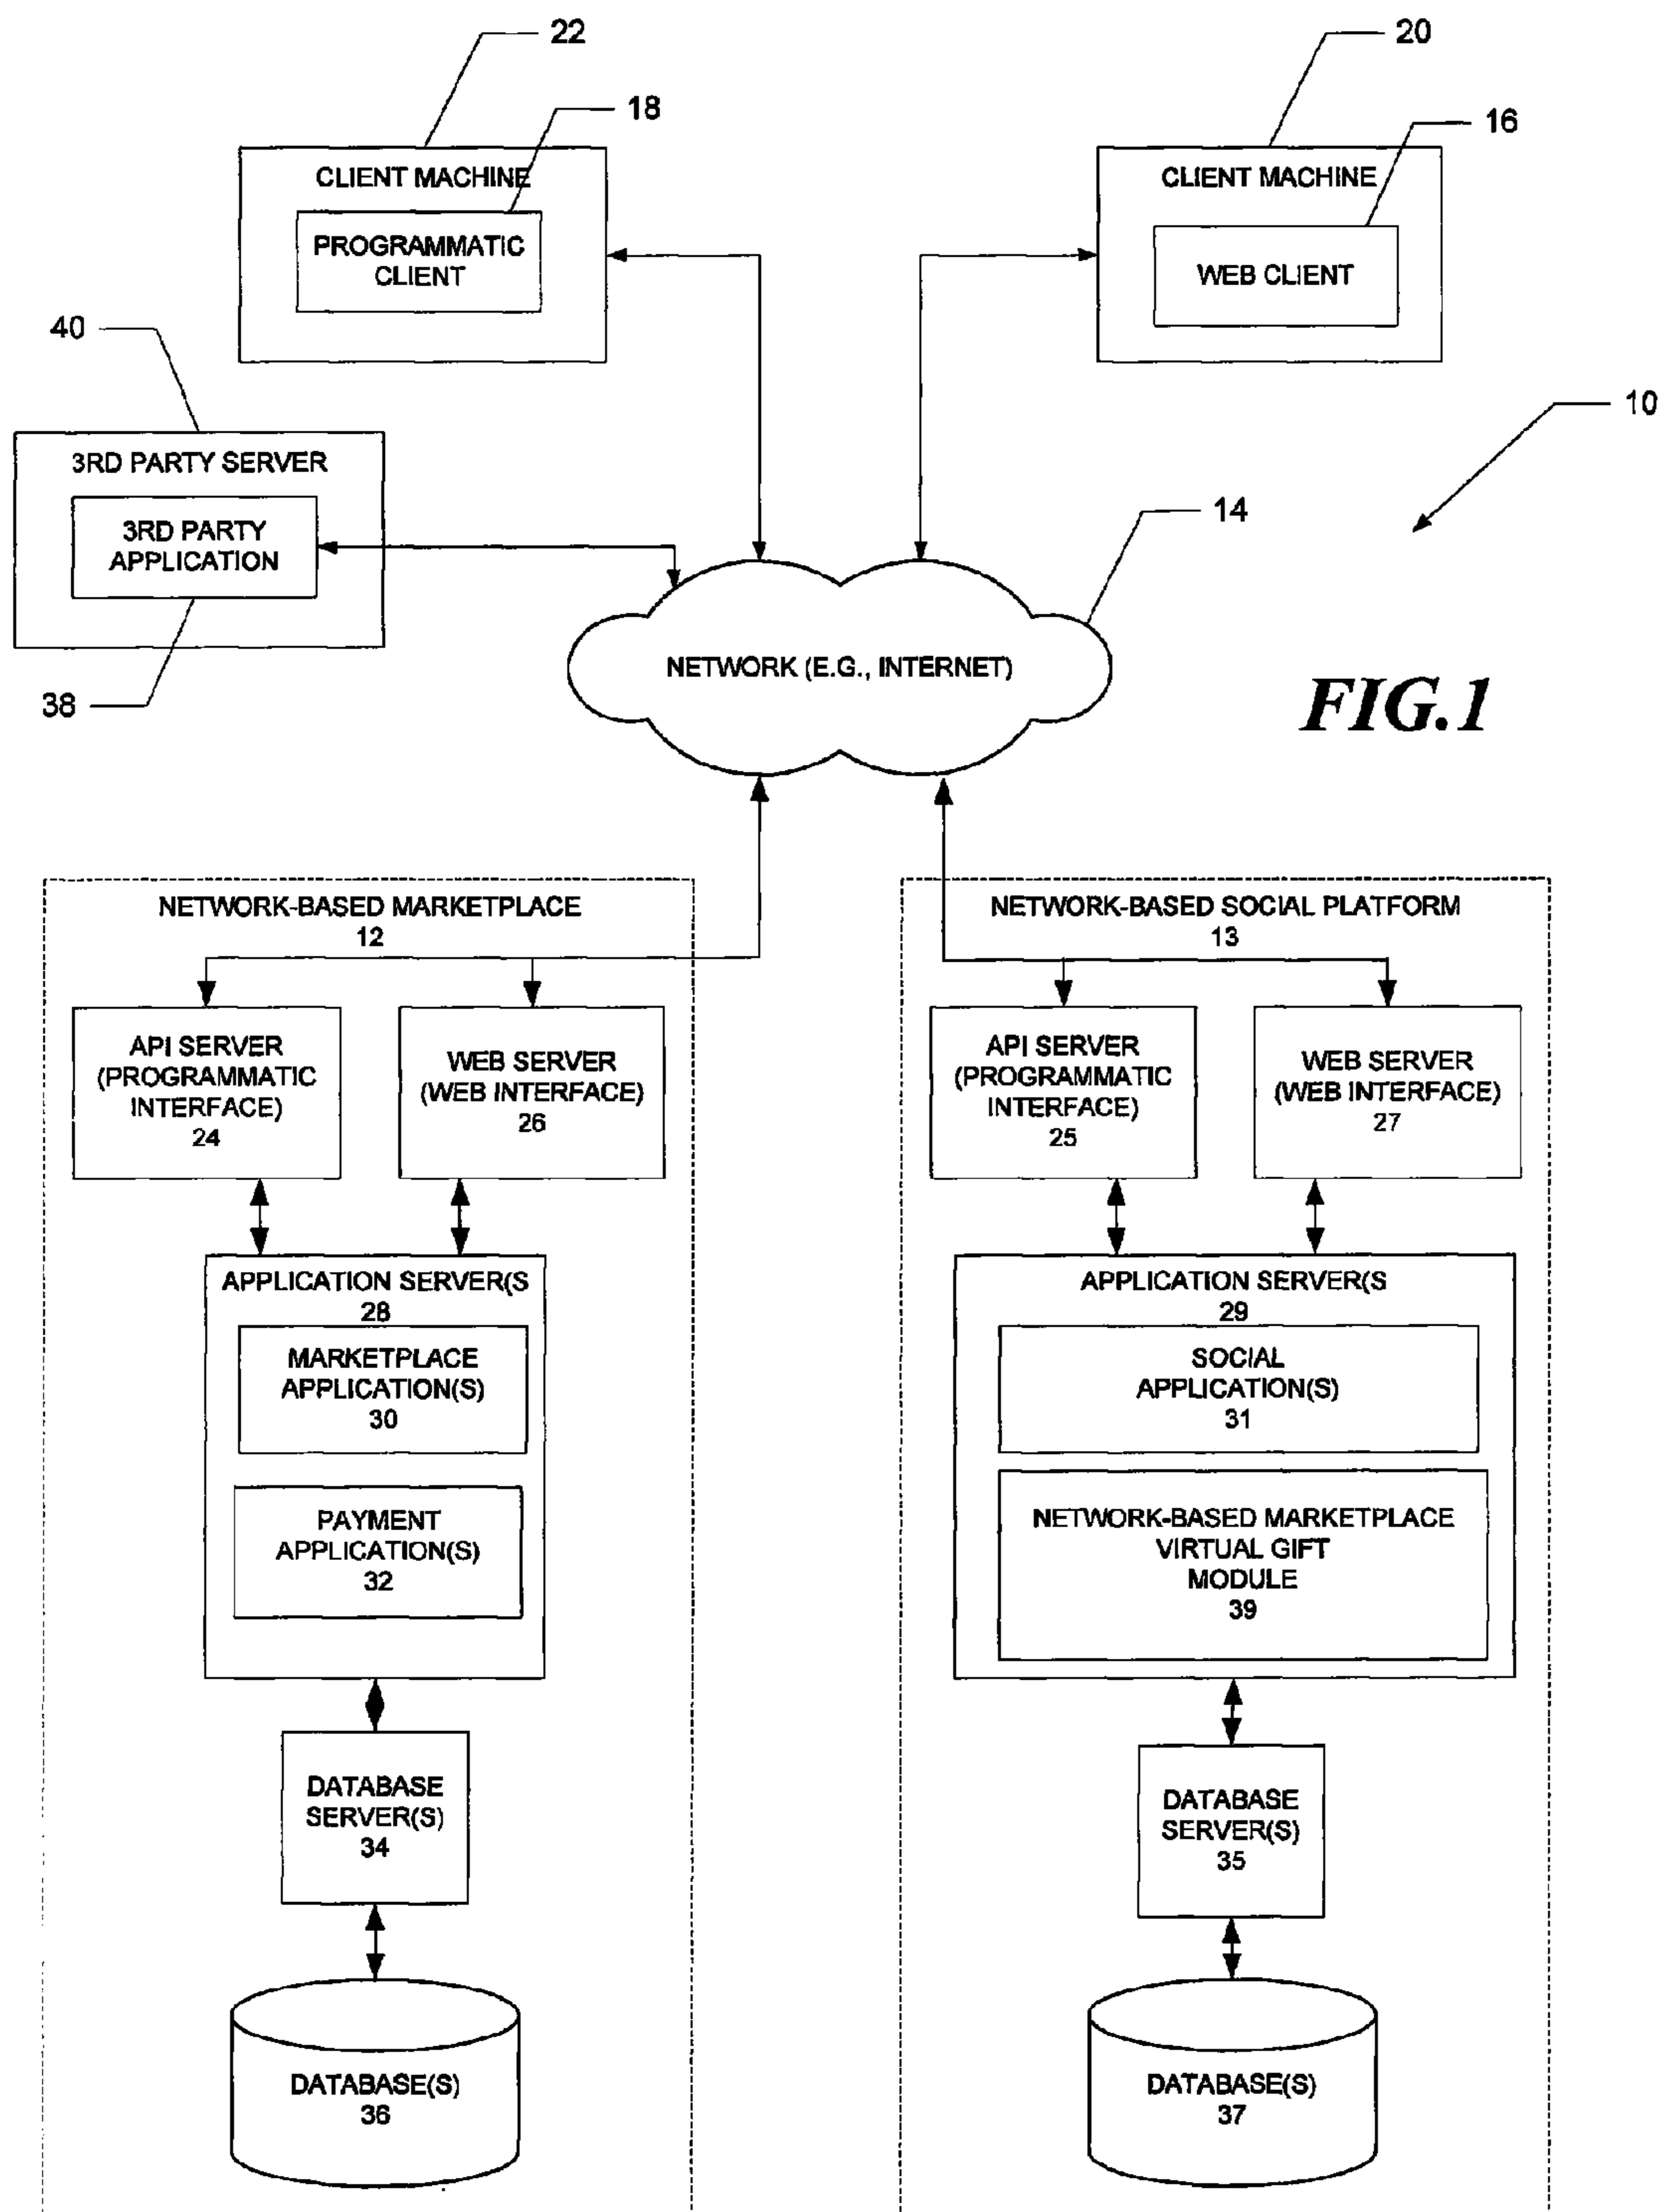 22
20
18
16
CLIENT MACHINE
PROGRAMMATIC
CLIENT
CLIENT MACHINE
WEB CLIENT
40
10
3RD PARTY SERVER
3RD PARTY
APPLICATION
14
38
NETWORK (E.G., INTERNET)
FIG.1
NETWORK-BASED MARKETPLACE
12
API SERVER
(PROGRAMMATIC
INTERFACE)
24
WEB SERVER
(WEB INTERFACE)
26
APPLICATION SERVER(S
28
MARKETPLACE
APPLICATION(S)
30
PAYMENT
APPLICATION(S)
32
DATABASE
SERVER(S)
34
DATABASE(S)
36
NETWORK-BASED SOCIAL PLATFORM
13
API SERVER
(PROGRAMMATIC
INTERFACE)
25
WEB SERVER
(WEB INTERFACE)
27
APPLICATION SERVER(S
29
SOCIAL
APPLICATION(S)
31
NETWORK-BASED MARKETPLACE
VIRTUAL GIFT
MODULE
39
DATABASE
SERVER(S)
35
DATABASE(S)
37